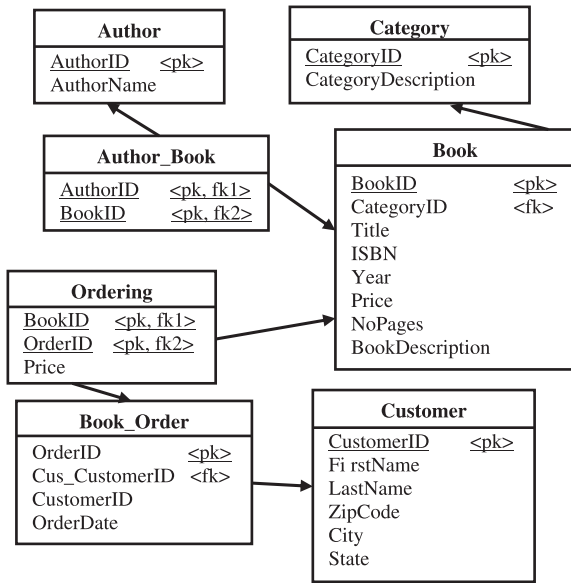 Author
AuthorID <pk>
AuthorName
Category
CategoryID <pk>
CategoryDescription
Author_Book
AuthorID <pk, fk1>
BookID <pk, fk2>
Book
BookID <pk>
CategoryID <fk>
Title
ISBN
Year
Price
NoPages
BookDescription
Ordering
BookID <pk, fk1>
OrderID <pk, fk2>
Price
Book_Order
OrderID <pk>
Cus_CustomerID <fk>
CustomerID
OrderDate
Customer
CustomerID <pk>
Fi rstName
LastName
ZipCode
City
State